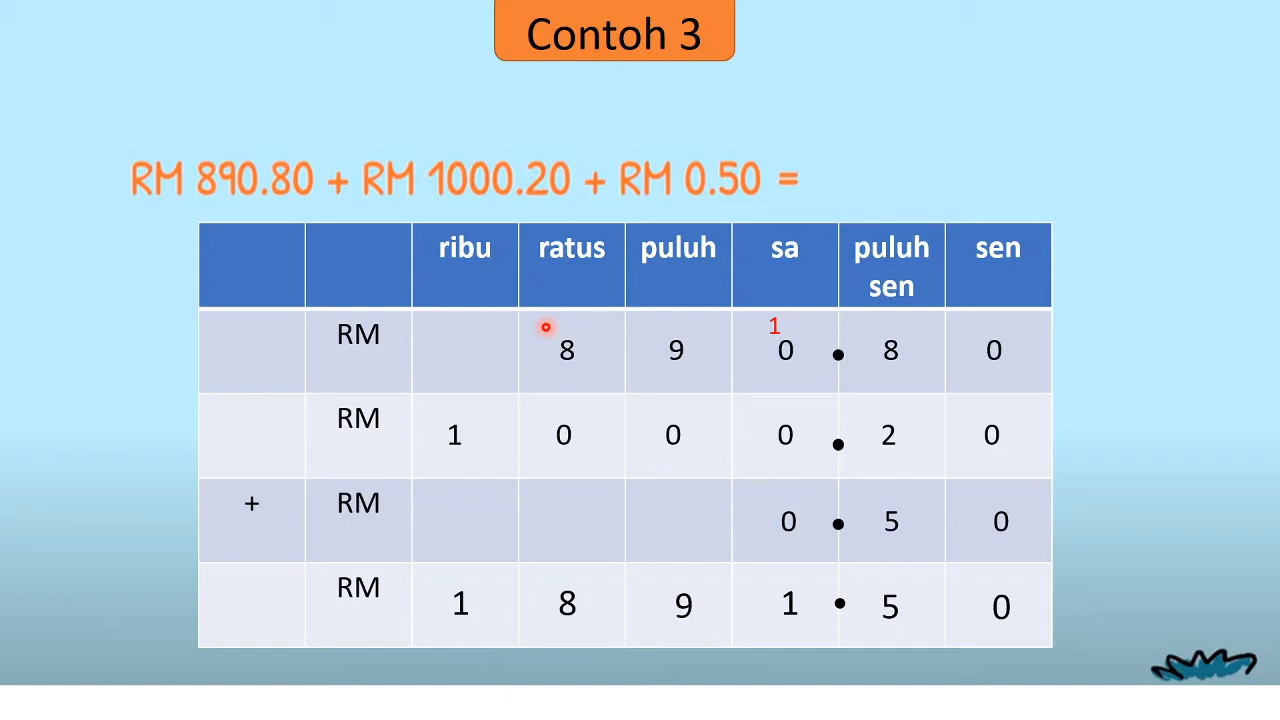 Contoh 3
RM 890.80 + RM 1000.20 + RM 0.50 =
ribu ratus puluh sa puluh sen sen
1
RM 8 9 0 . 8 0
RM 1 0 0 0 . 2 0
+ RM 0 . 5 0
RM 1 8 9 1 . 5 0